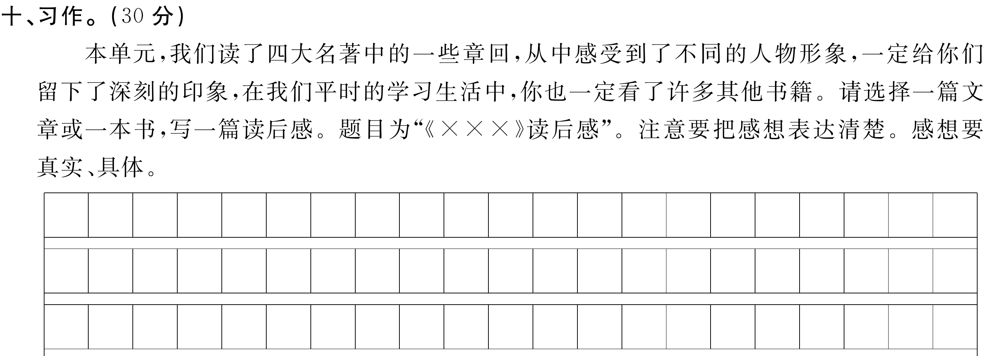 十、习作。(30 分)
本单元,我们读了四大名著中的一些章回,从中感受到了不同的人物形象,一定给你们
留下了深刻的印象,在我们平时的学习生活中,你也一定看了许多其他书籍。请选择一篇文
章或一本书,写一篇读后感。题目为“《×××》读后感”。注意要把感想表达清楚。感想要
真实、具体。